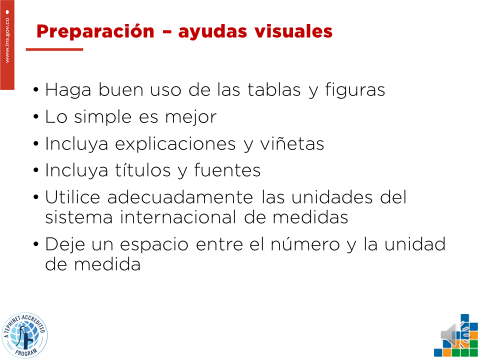 www.ins.gov.co
Preparación – ayudas visuales
• Haga buen uso de las tablas y figuras
• Lo simple es mejor
• Incluya explicaciones y viñetas
• Incluya títulos y fuentes
• Utilice adecuadamente las unidades del
sistema internacional de medidas
• Deje un espacio entre el número y la unidad
de medida
A TEPHINET ACCREDITED
PROGRAM